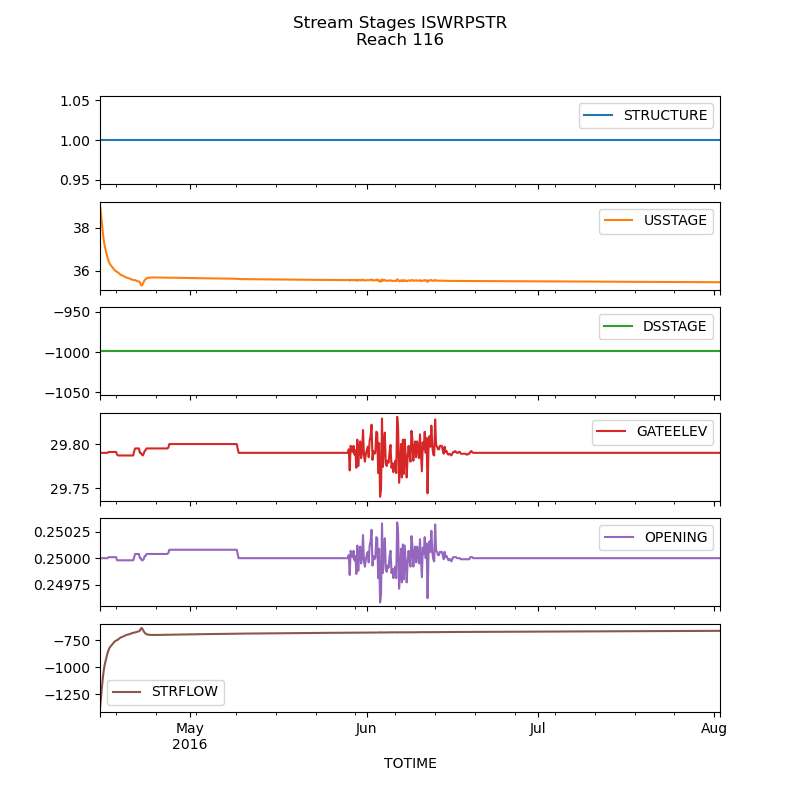 Stream Stages ISWRPSTR
Reach 116
1.05
1.00
0.95
STRUCTURE
38
36
USSTAGE
−950
−1000
−1050
DSSTAGE
29.80
29.75
GATEELEV
0.25025
0.25000
0.24975
OPENING
−750
−1000
−1250
STRFLOW
May
2016
Jun
Jul
Aug
TOTIME